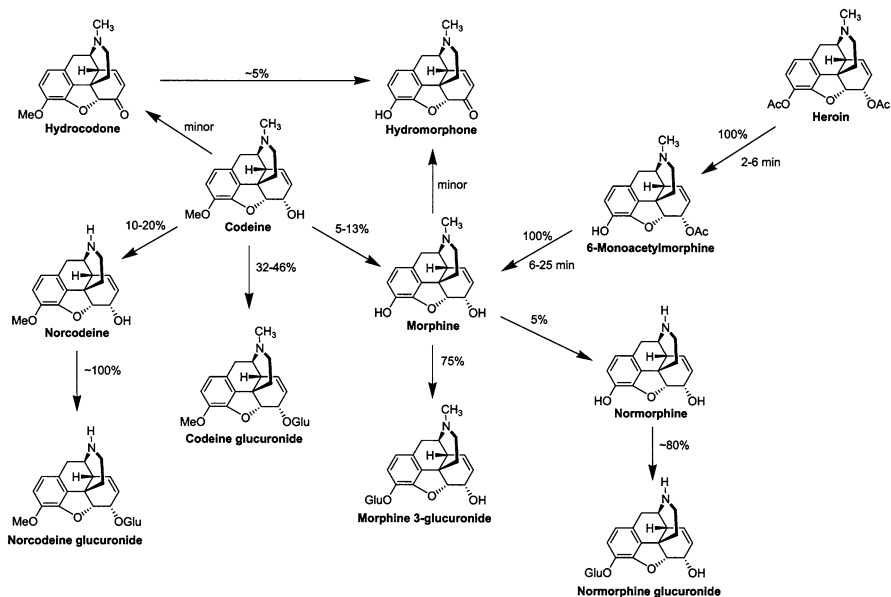 CH3
N
H
O
MeO
O
Hydrocodone
~5%
CH3
N
H
O
HO
O
Hydromorphone
CH3
N
H
O
AcO
OAc
Heroin
100%
2-6 min
minor
CH3
N
H
O
MeO
OH
Codeine
minor
CH3
N
H
O
HO
OAc
6-Monoacetylmorphine
100%
6-25 min
10-20%
32-46%
5-13%
H
N
H
O
MeO
OH
Norcodeine
CH3
N
H
O
HO
OH
Morphine
5%
75%
H
N
H
O
HO
OH
Normorphine
~100%
CH3
N
H
O
MeO
OGlu
Codeine glucuronide
~80%
H
N
H
O
MeO
OGlu
Norcodeine glucuronide
CH3
N
H
O
GluO
OH
Morphine 3-glucuronide
H
N
H
O
GluO
OH
Normorphine glucuronide